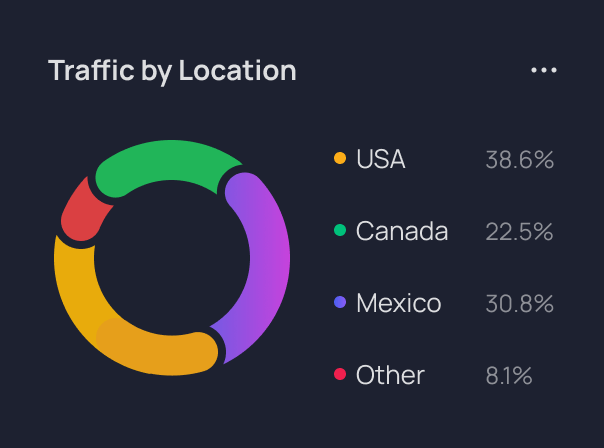 Traffic by Location
USA 38.6%
Canada 22.5%
Mexico 30.8%
Other 8.1%